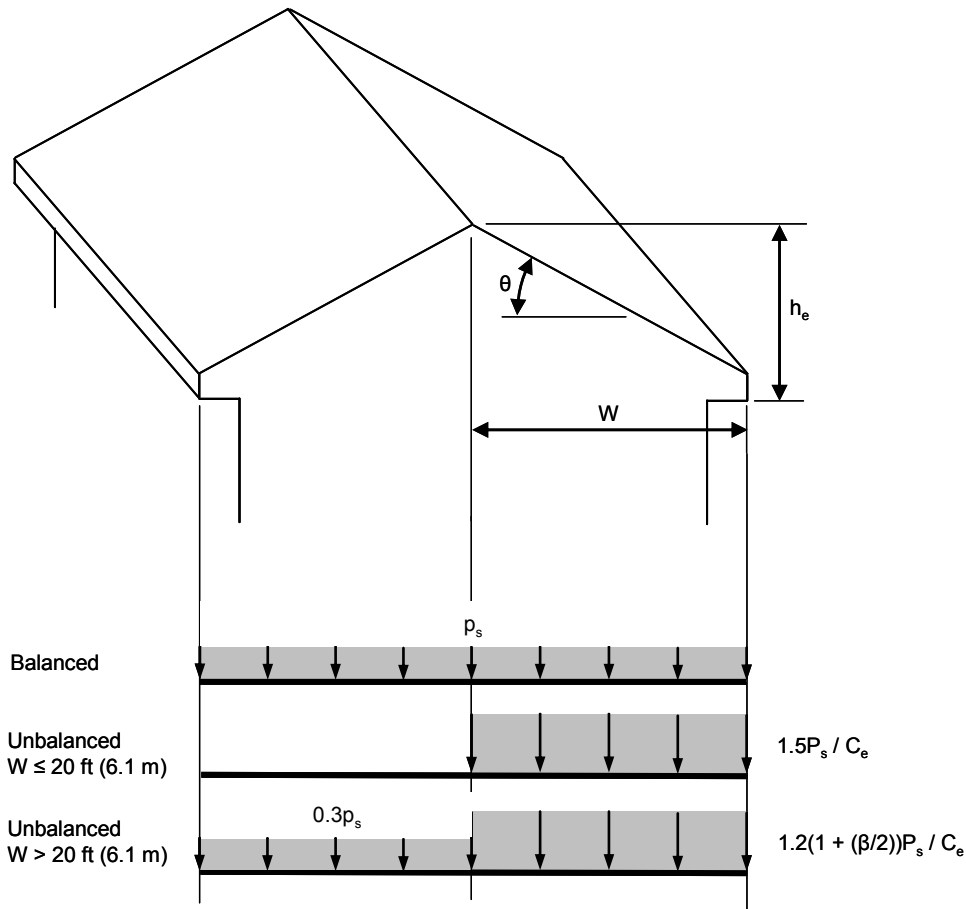 θ
hₑ
W
pₛ
Balanced
Unbalanced
W ≤ 20 ft (6.1 m)
1.5Pₛ / Cₑ
0.3pₛ
Unbalanced
W > 20 ft (6.1 m)
1.2(1 + (β/2))Pₛ / Cₑ